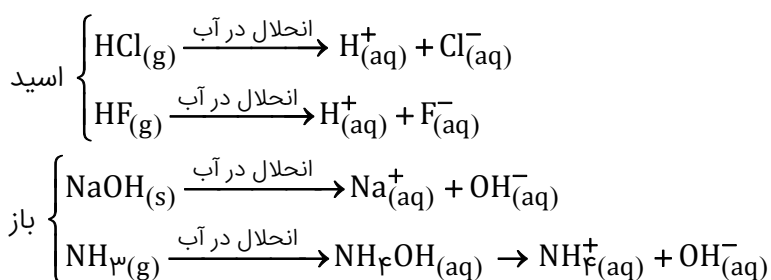 اسید
HCl(g) انحلال در آب → H⁺(aq) + Cl⁻(aq)
HF(g) انحلال در آب → H⁺(aq) + F⁻(aq)
باز
NaOH(s) انحلال در آب → Na⁺(aq) + OH⁻(aq)
NH۳(g) انحلال در آب → NH۴OH(aq) → NH۴⁺(aq) + OH⁻(aq)